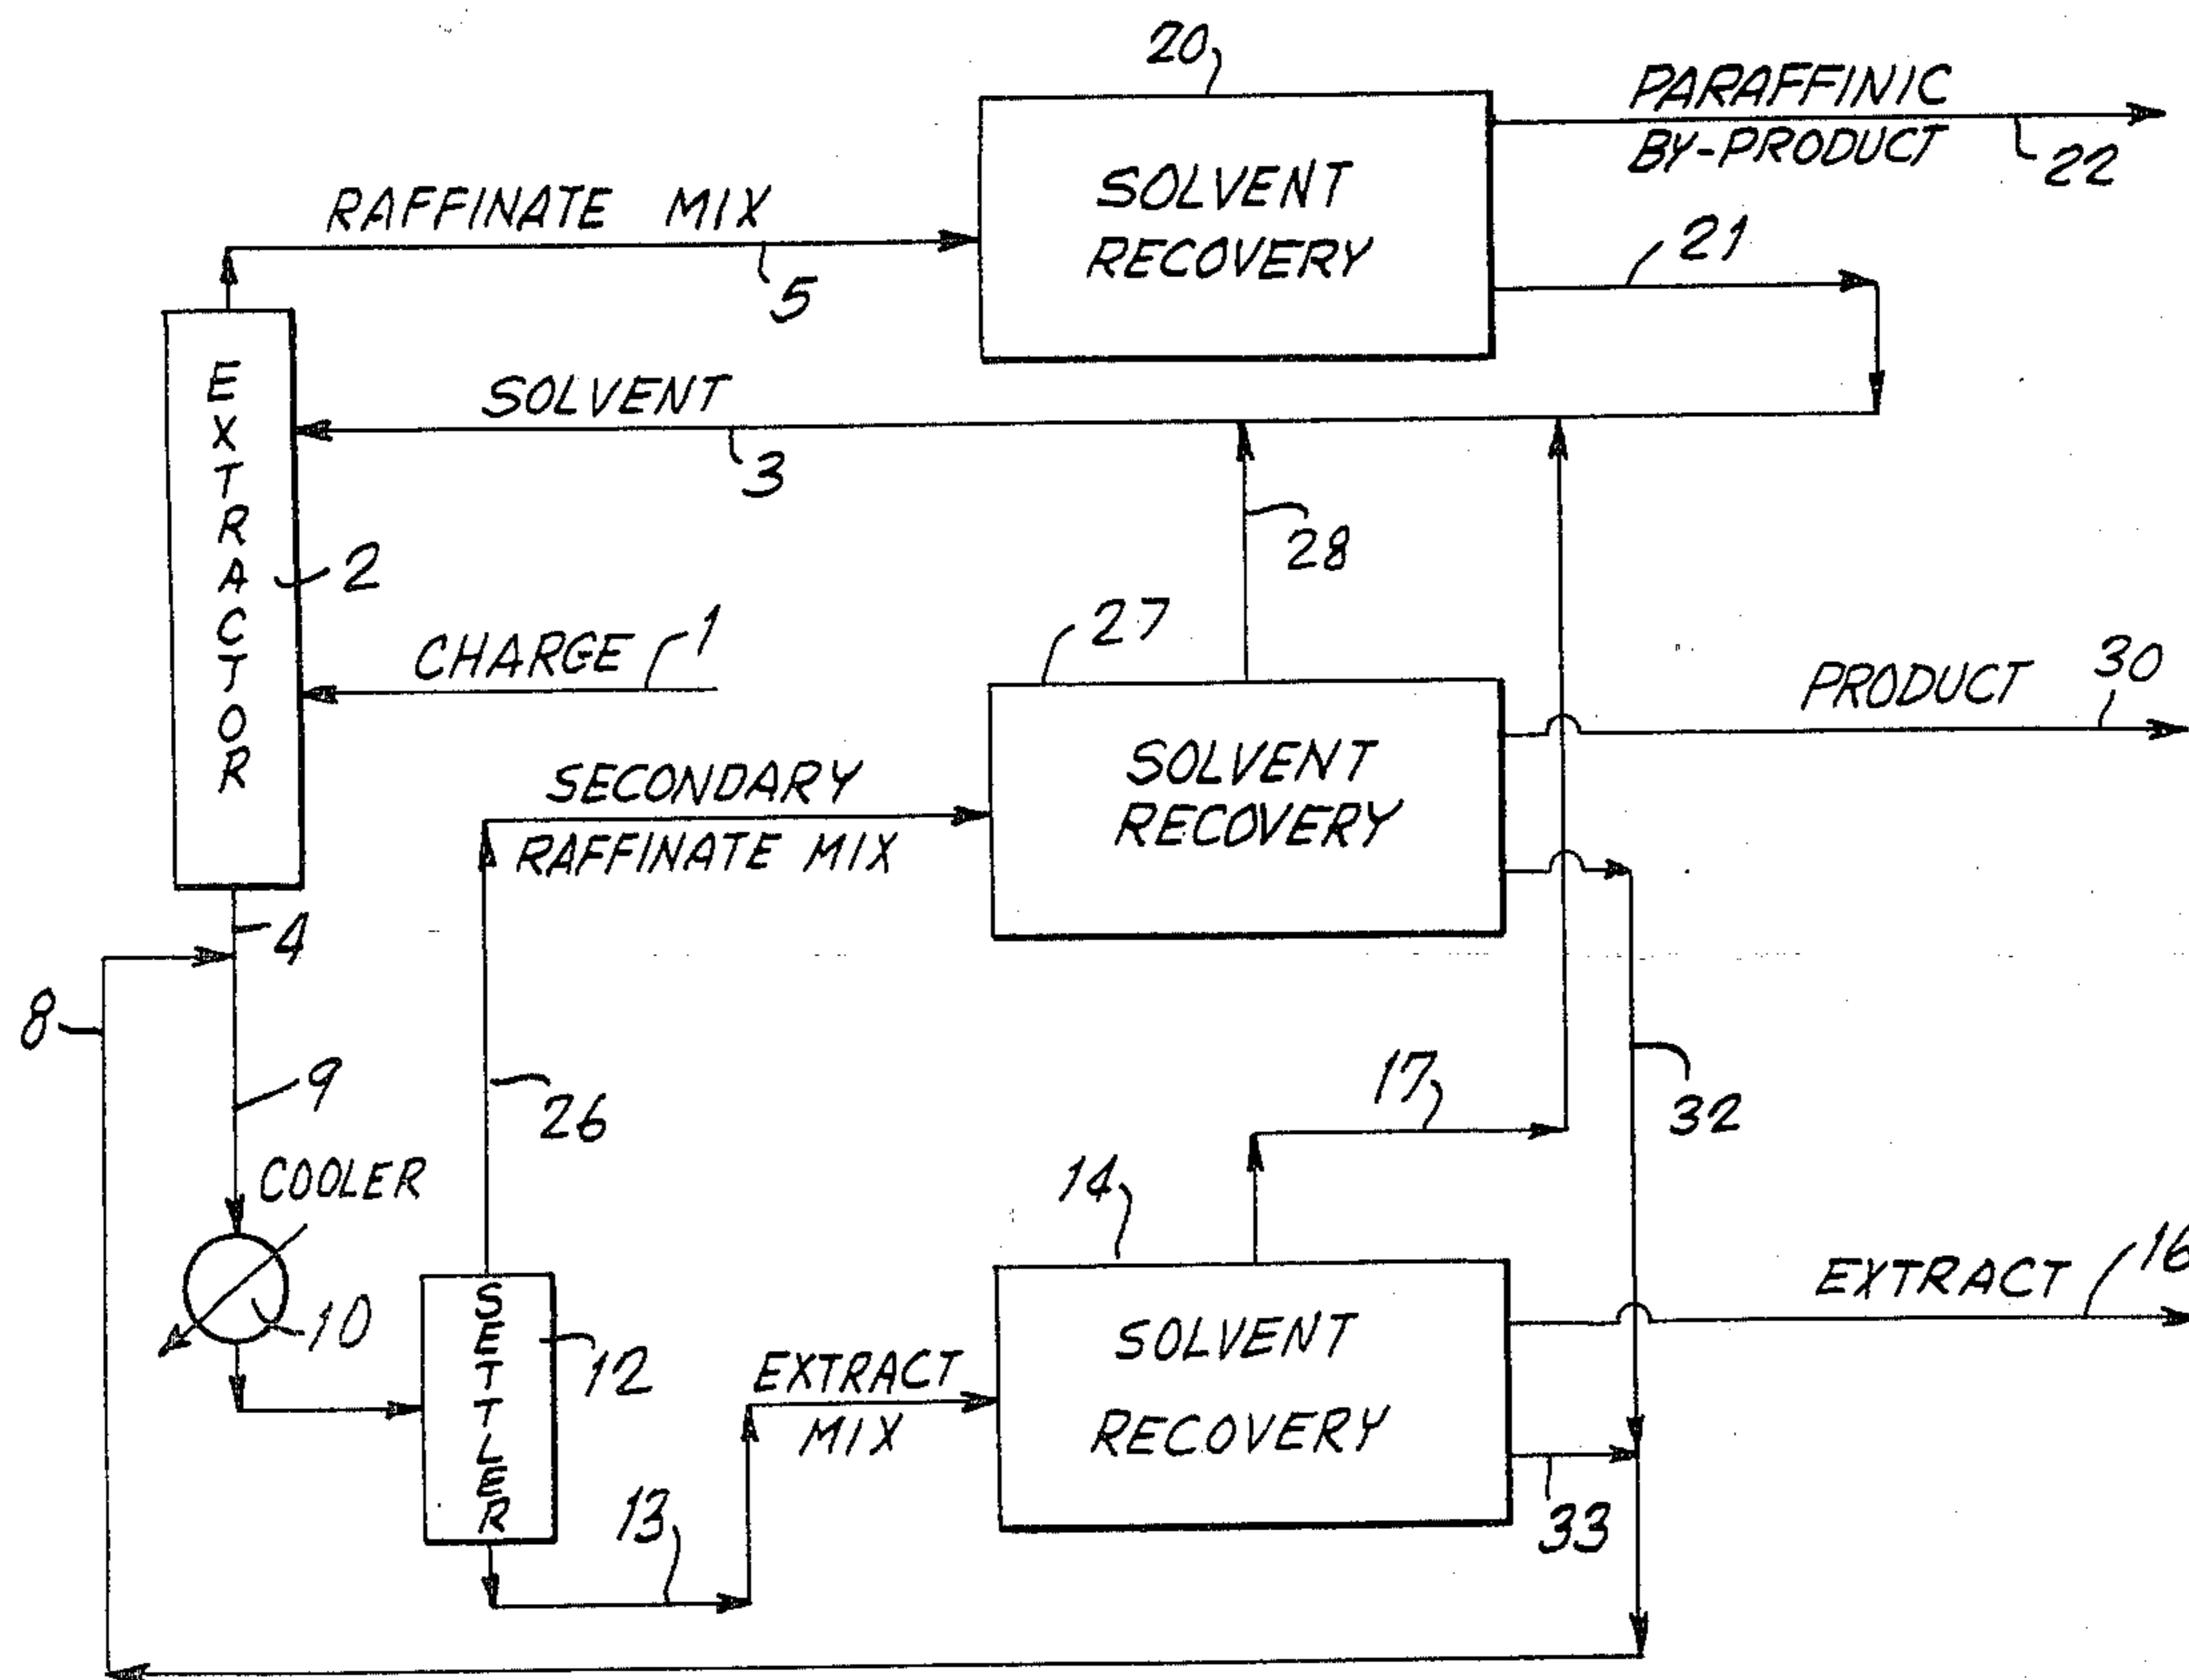 20
PARAFFINIC
BY-PRODUCT
22
SOLVENT
RECOVERY
RAFFINATE MIX
5
21
EXTRACTOR
2
SOLVENT
3
28
CHARGE
1
27
PRODUCT
30
SOLVENT
RECOVERY
SECONDARY
RAFFINATE MIX
4
8
9
26
17
32
COOLER
10
14
EXTRACT
16
SETTLER
12
SOLVENT
RECOVERY
EXTRACT
MIX
13
33